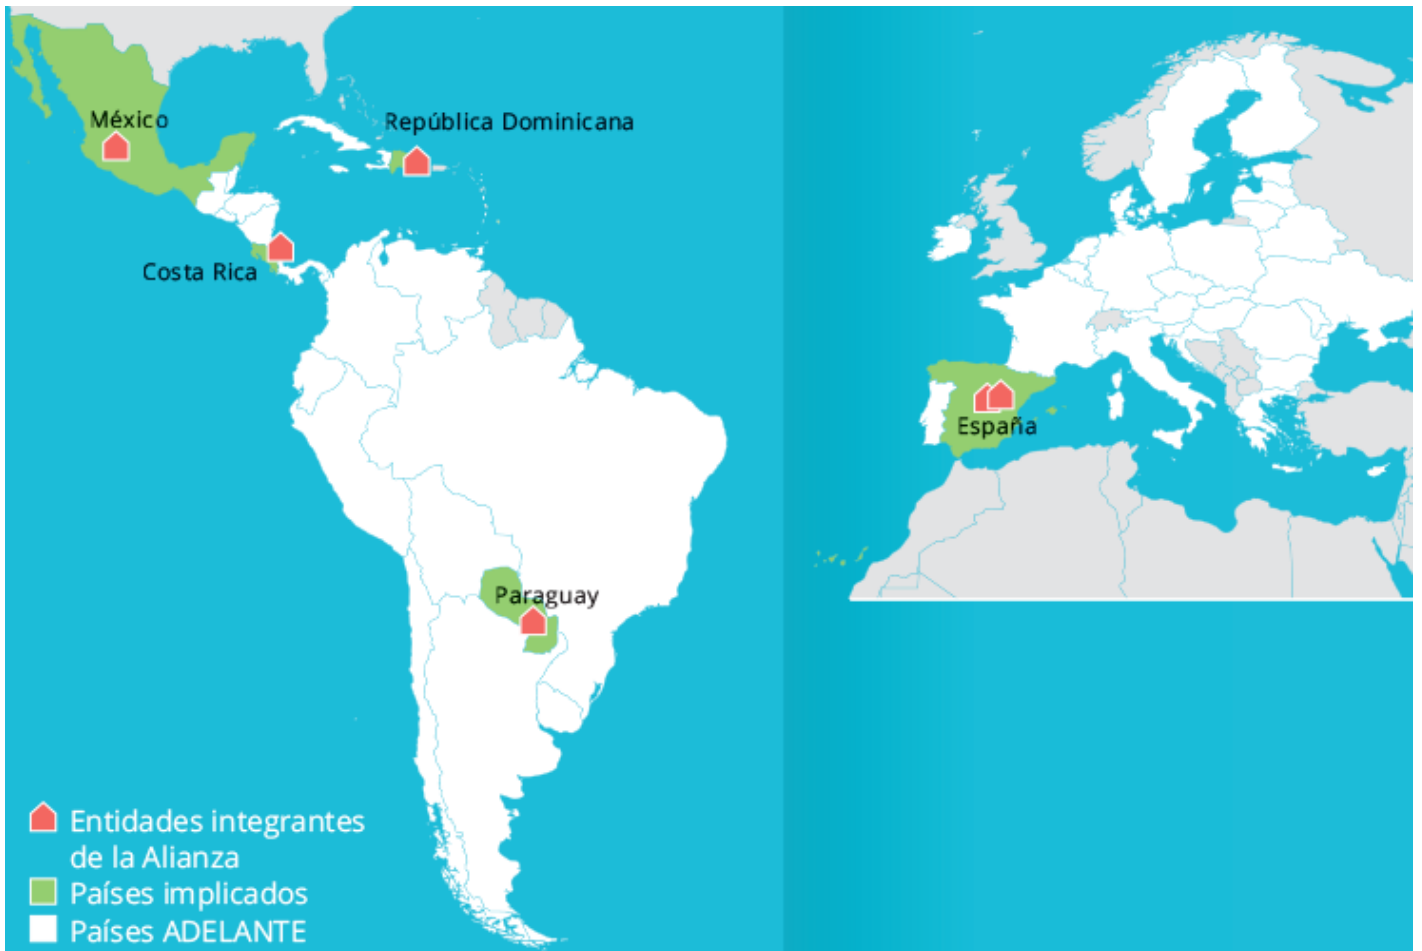 México
República Dominicana
Costa Rica
España
Paraguay
Entidades integrantes
de la Alianza
Países implicados
Países ADELANTE